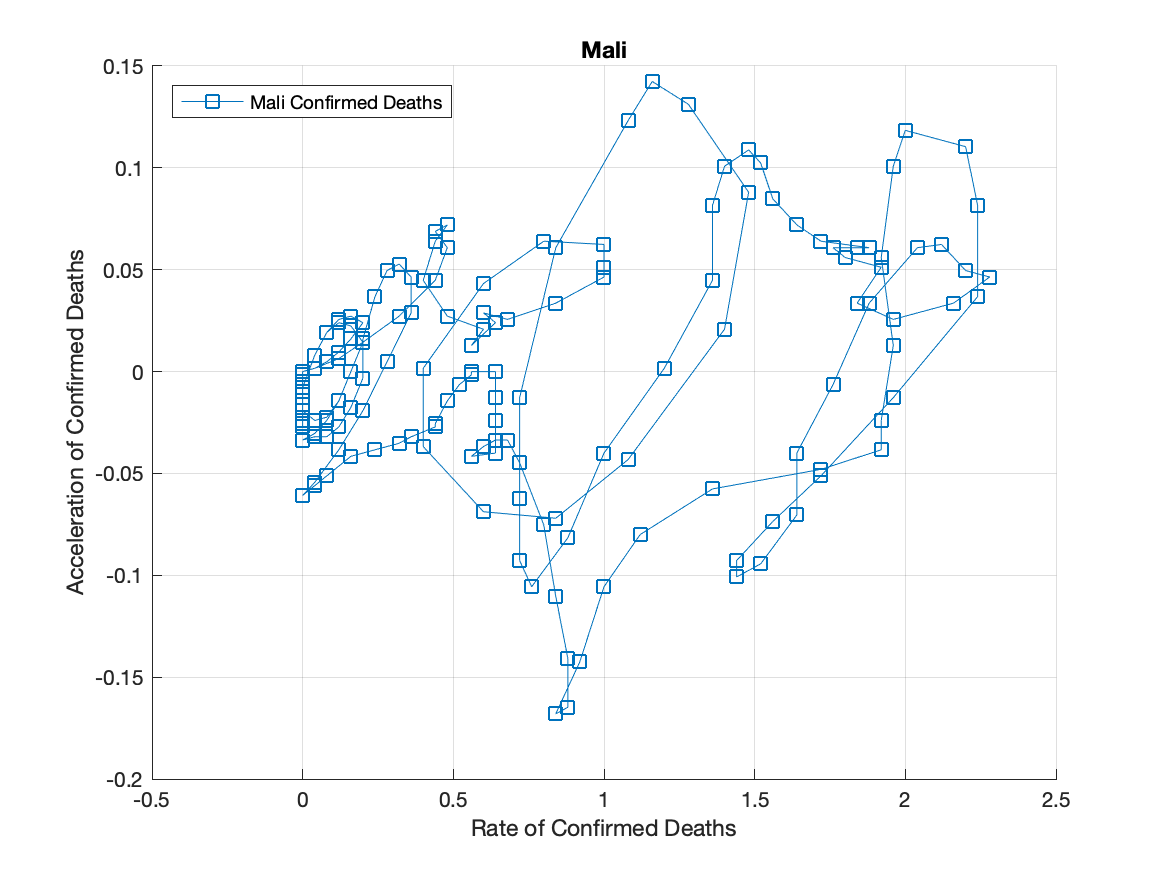 Mali
0.15
Mali Confirmed Deaths
0.1
0.05
0
-0.05
-0.1
-0.15
-0.2
-0.5 0 0.5 1 1.5 2 2.5
Rate of Confirmed Deaths
Acceleration of Confirmed Deaths